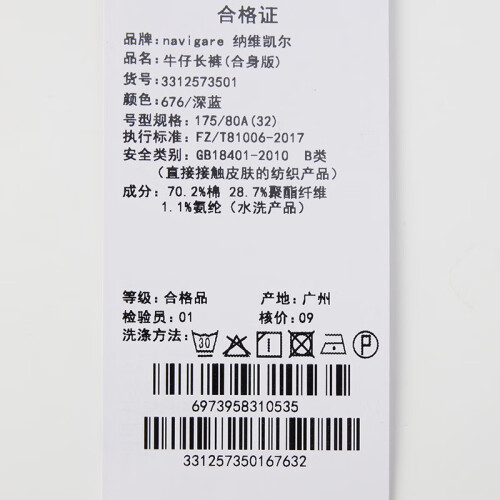 合格证
品牌:navigare 纳维凯尔
品名:牛仔长裤(合身版)
货号:3312573501
颜色:676/深蓝
号型规格:175/80A(32)
执行标准:FZ/T81006-2017
安全类别:GB18401-2010 B类
(直接接触皮肤的纺织产品)
成分:70.2%棉 28.7%聚酯纤维
1.1%氨纶(水洗产品)
等级:合格品 产地:广州
检验员:01 核价:09
洗涤方法: 30 P
6973958310535
331257350167632